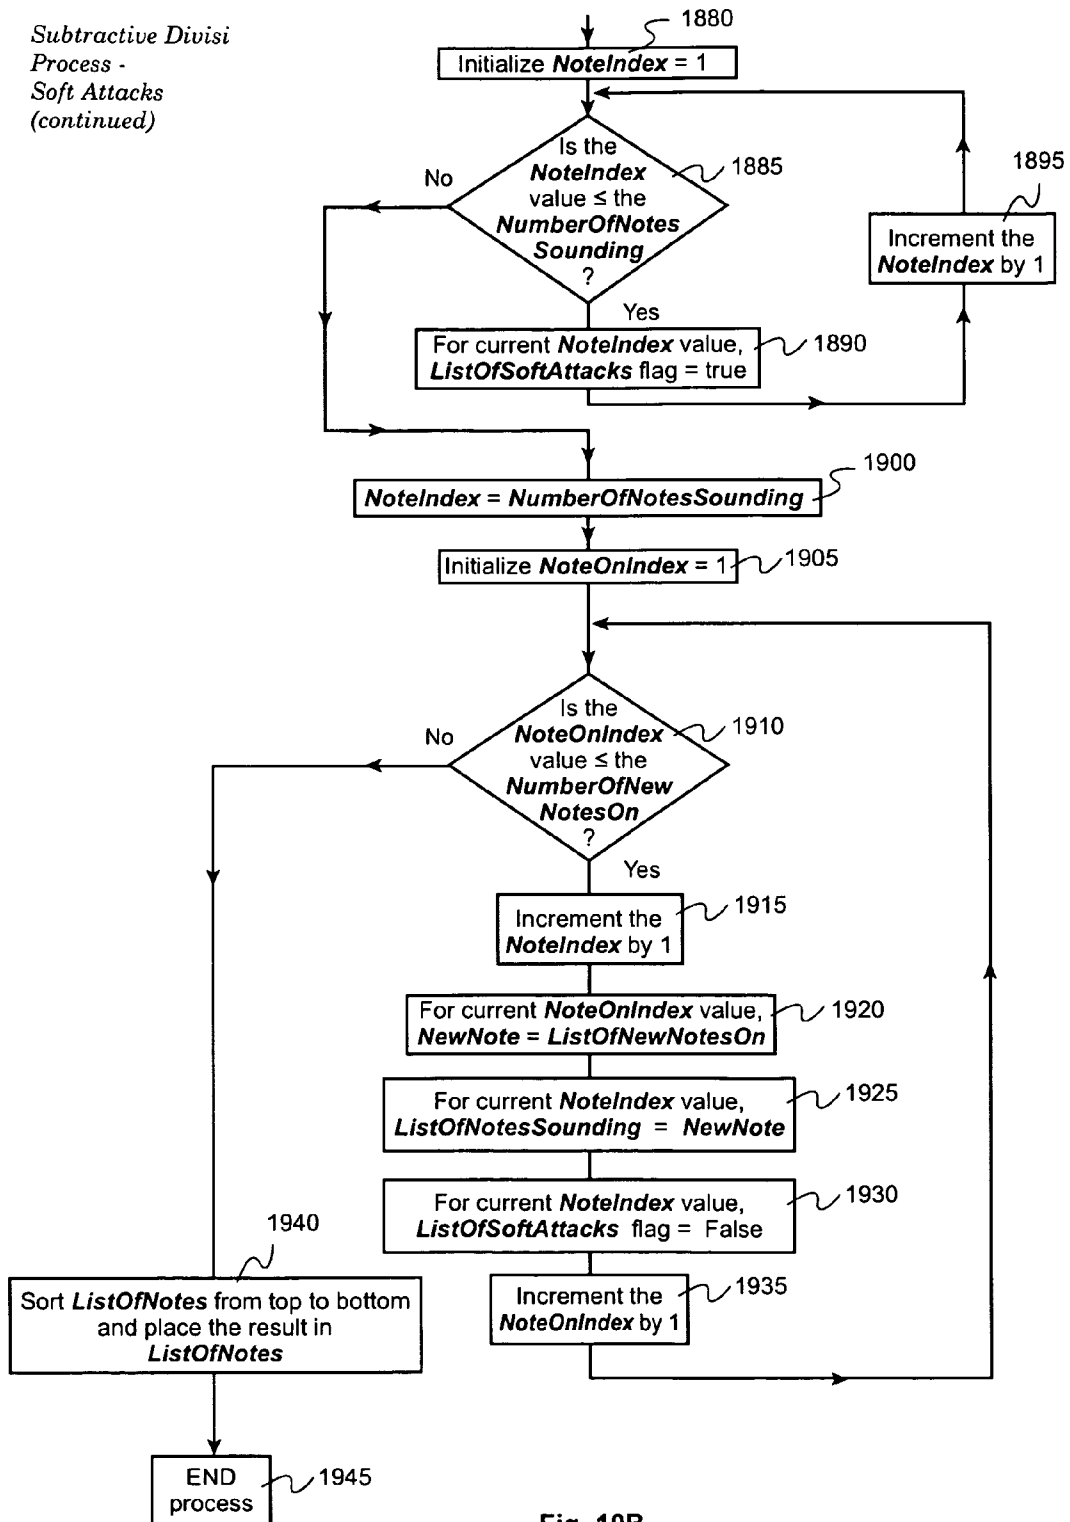 Subtractive Divisi
Process -
Soft Attacks
(continued)
1880
Initialize NoteIndex = 1
Is the
NoteIndex
value ≤ the
NumberOfNotes
Sounding
?
1885
No
Yes
1895
Increment the
NoteIndex by 1
For current NoteIndex value,
ListOfSoftAttacks flag = true
1890
1900
NoteIndex = NumberOfNotesSounding
Initialize NoteOnIndex = 1
1905
Is the
NoteOnIndex
value ≤ the
NumberOfNew
NotesOn
?
1910
No
Yes
Increment the
NoteIndex by 1
1915
For current NoteOnIndex value,
NewNote = ListOfNewNotesOn
1920
For current NoteIndex value,
ListOfNotesSounding = NewNote
1925
For current NoteIndex value,
ListOfSoftAttacks flag = False
1930
Increment the
NoteOnIndex by 1
1935
1940
Sort ListOfNotes from top to bottom
and place the result in
ListOfNotes
END
process
1945